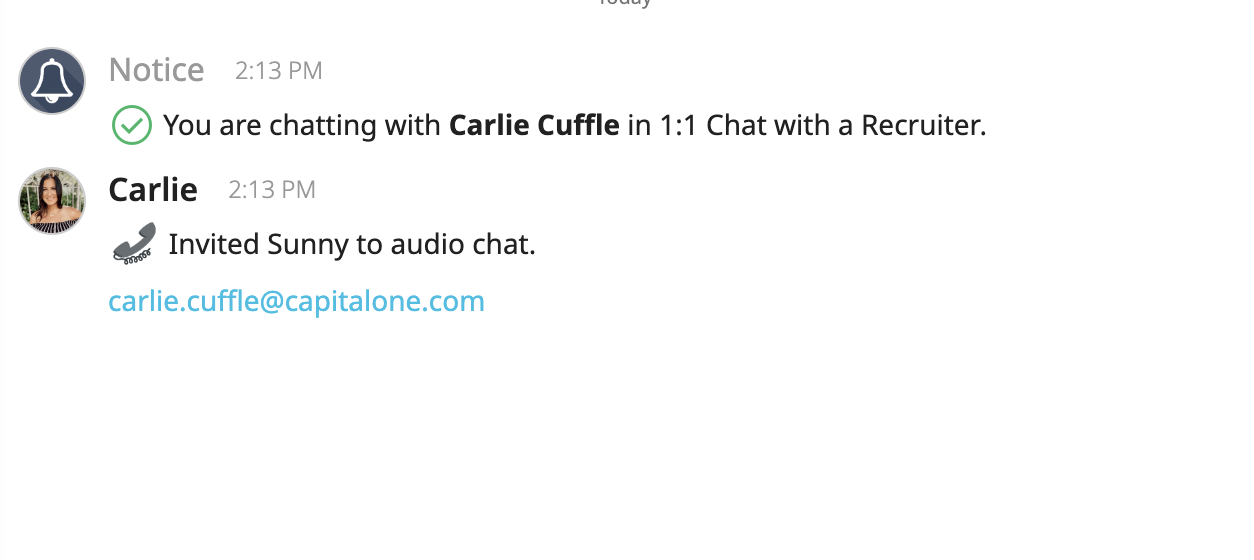 Today
Notice 2:13 PM
You are chatting with Carlie Cuffle in 1:1 Chat with a Recruiter.
Carlie 2:13 PM
Invited Sunny to audio chat.
carlie.cuffle@capitalone.com